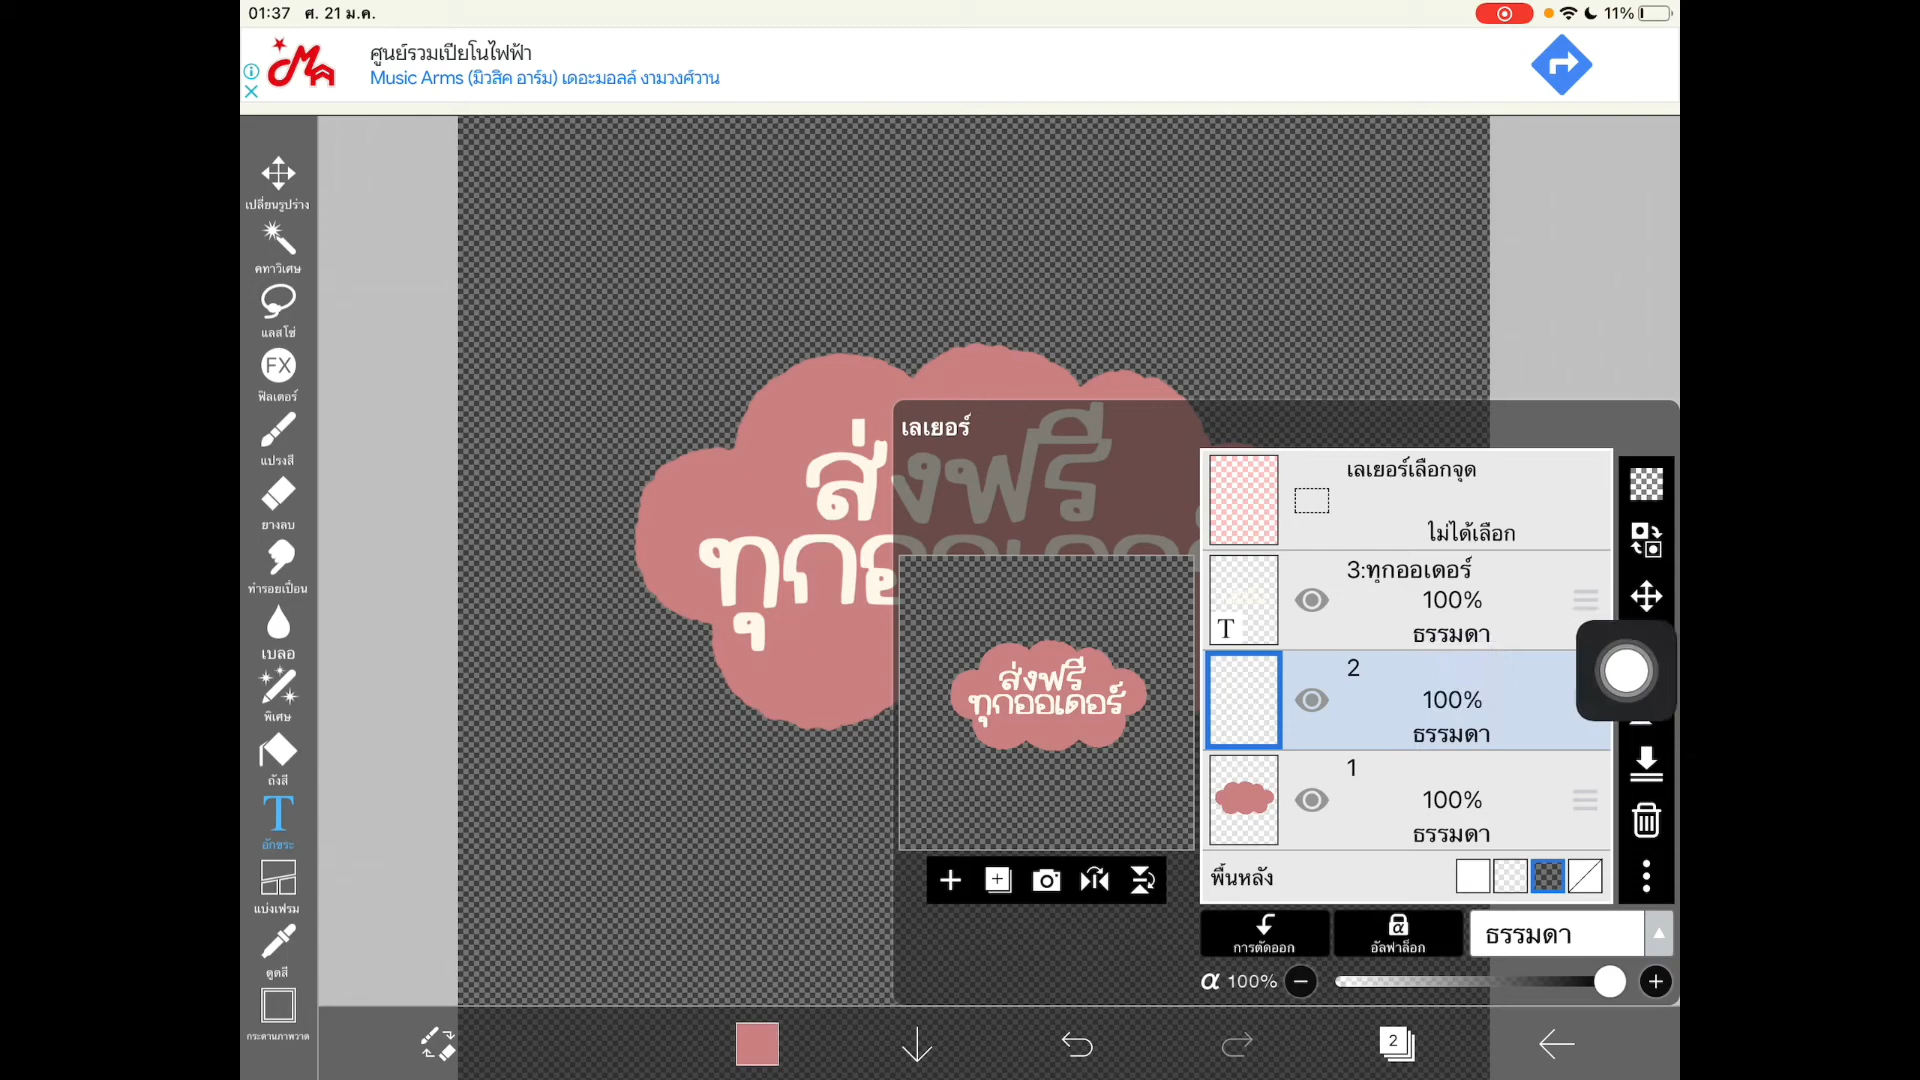 01:37 ศ. 21 ม.ค.
11%
ศูนย์รวมเปียโนไฟฟ้า
Music Arms (มิวสิค อาร์ม) เดอะมอลล์ งามวงศ์วาน
เปลี่ยนรูปร่าง
คทาวิเศษ
แลสโซ่
FX
ฟิลเตอร์
แปรงสี
ยางลบ
ทำรอยเปื้อน
เบลอ
พิเศษ
ถังสี
T
อักขระ
แบ่งเฟรม
ดูดสี
กระดานภาพวาด
ส่งฟรี
ทุกออเดอร์
เลเยอร์
ส่งฟรี
ทุกออเดอร์
เลเยอร์เลือกจุด
ไม่ได้เลือก
3:ทุกออเดอร์
100%
ธรรมดา
T
2
100%
ธรรมดา
1
100%
ธรรมดา
พื้นหลัง
การตัดออก
อัลฟาล็อก
ธรรมดา
α 100%
2